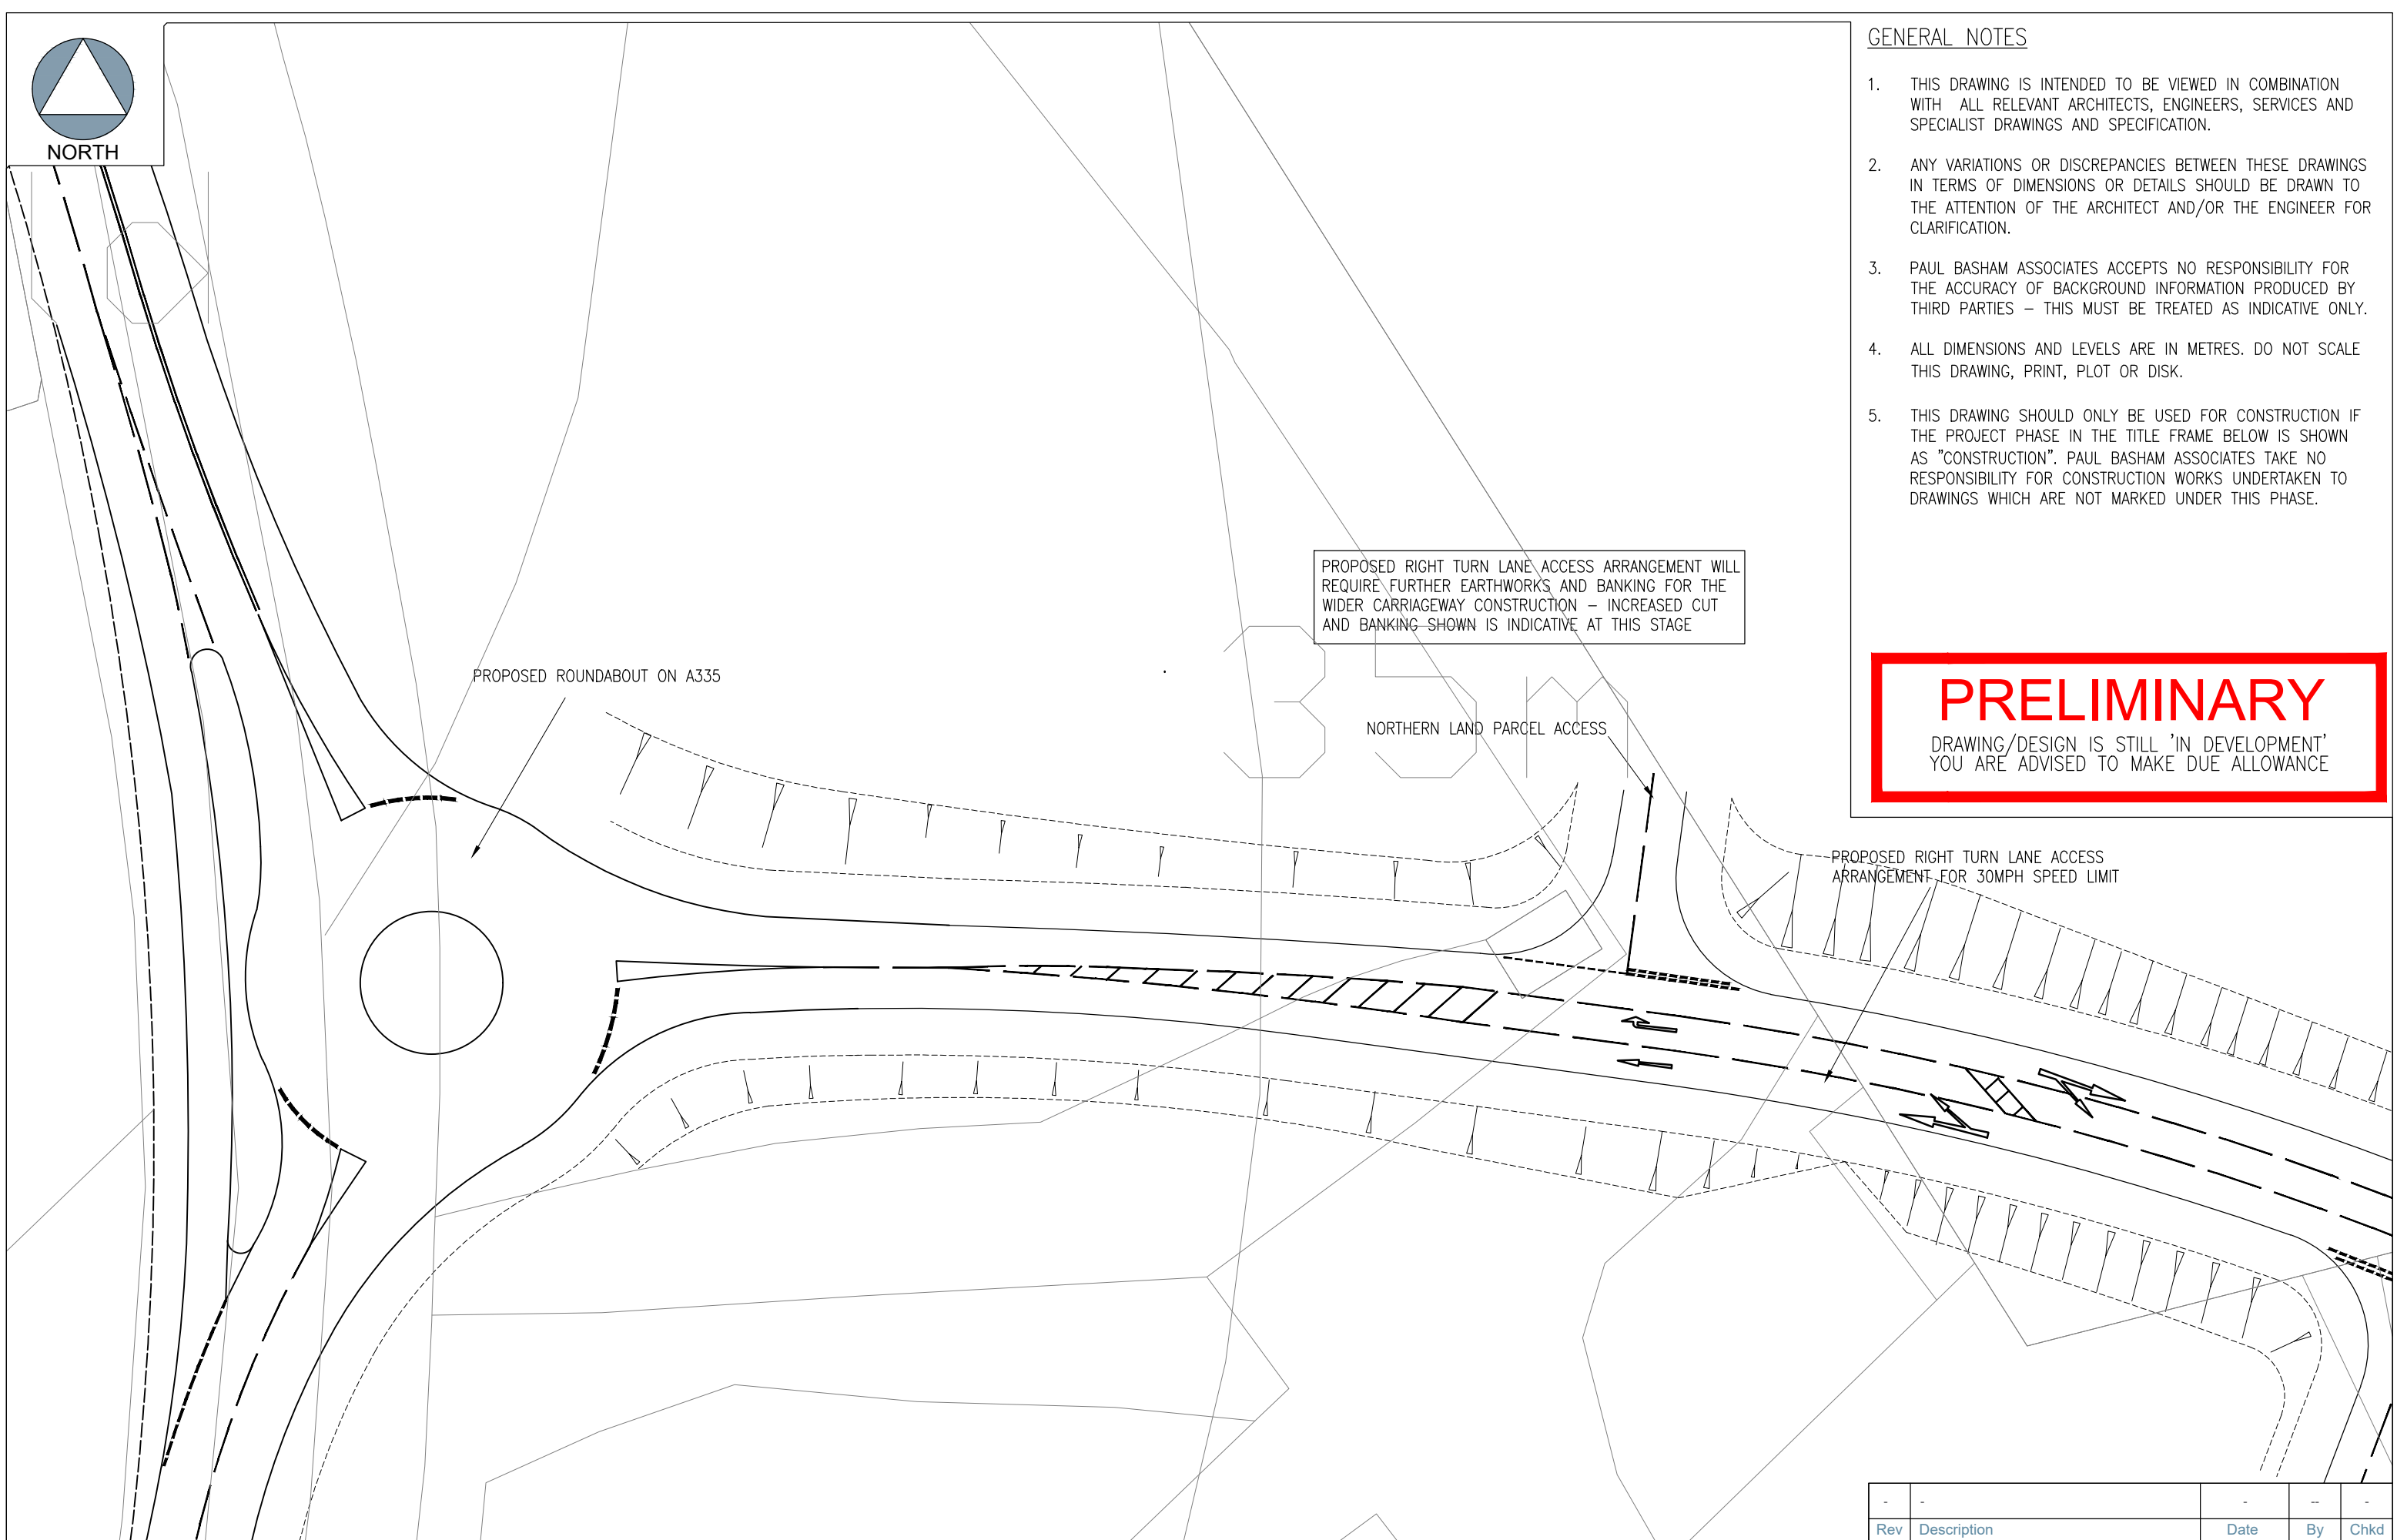 NORTH
GENERAL NOTES
1. THIS DRAWING IS INTENDED TO BE VIEWED IN COMBINATION
WITH ALL RELEVANT ARCHITECTS, ENGINEERS, SERVICES AND
SPECIALIST DRAWINGS AND SPECIFICATION.
2. ANY VARIATIONS OR DISCREPANCIES BETWEEN THESE DRAWINGS
IN TERMS OF DIMENSIONS OR DETAILS SHOULD BE DRAWN TO
THE ATTENTION OF THE ARCHITECT AND/OR THE ENGINEER FOR
CLARIFICATION.
3. PAUL BASHAM ASSOCIATES ACCEPTS NO RESPONSIBILITY FOR
THE ACCURACY OF BACKGROUND INFORMATION PRODUCED BY
THIRD PARTIES – THIS MUST BE TREATED AS INDICATIVE ONLY.
4. ALL DIMENSIONS AND LEVELS ARE IN METRES. DO NOT SCALE
THIS DRAWING, PRINT, PLOT OR DISK.
5. THIS DRAWING SHOULD ONLY BE USED FOR CONSTRUCTION IF
THE PROJECT PHASE IN THE TITLE FRAME BELOW IS SHOWN
AS "CONSTRUCTION". PAUL BASHAM ASSOCIATES TAKE NO
RESPONSIBILITY FOR CONSTRUCTION WORKS UNDERTAKEN TO
DRAWINGS WHICH ARE NOT MARKED UNDER THIS PHASE.
PROPOSED RIGHT TURN LANE ACCESS ARRANGEMENT WILL
REQUIRE FURTHER EARTHWORKS AND BANKING FOR THE
WIDER CARRIAGEWAY CONSTRUCTION – INCREASED CUT
AND BANKING SHOWN IS INDICATIVE AT THIS STAGE
PROPOSED ROUNDABOUT ON A335
35m
NORTHERN LAND PARCEL ACCESS
PRELIMINARY
DRAWING/DESIGN IS STILL 'IN DEVELOPMENT'
YOU ARE ADVISED TO MAKE DUE ALLOWANCE
PROPOSED RIGHT TURN LANE ACCESS
ARRANGEMENT FOR 30MPH SPEED LIMIT
- - - -- -
Rev Description Date By Chkd